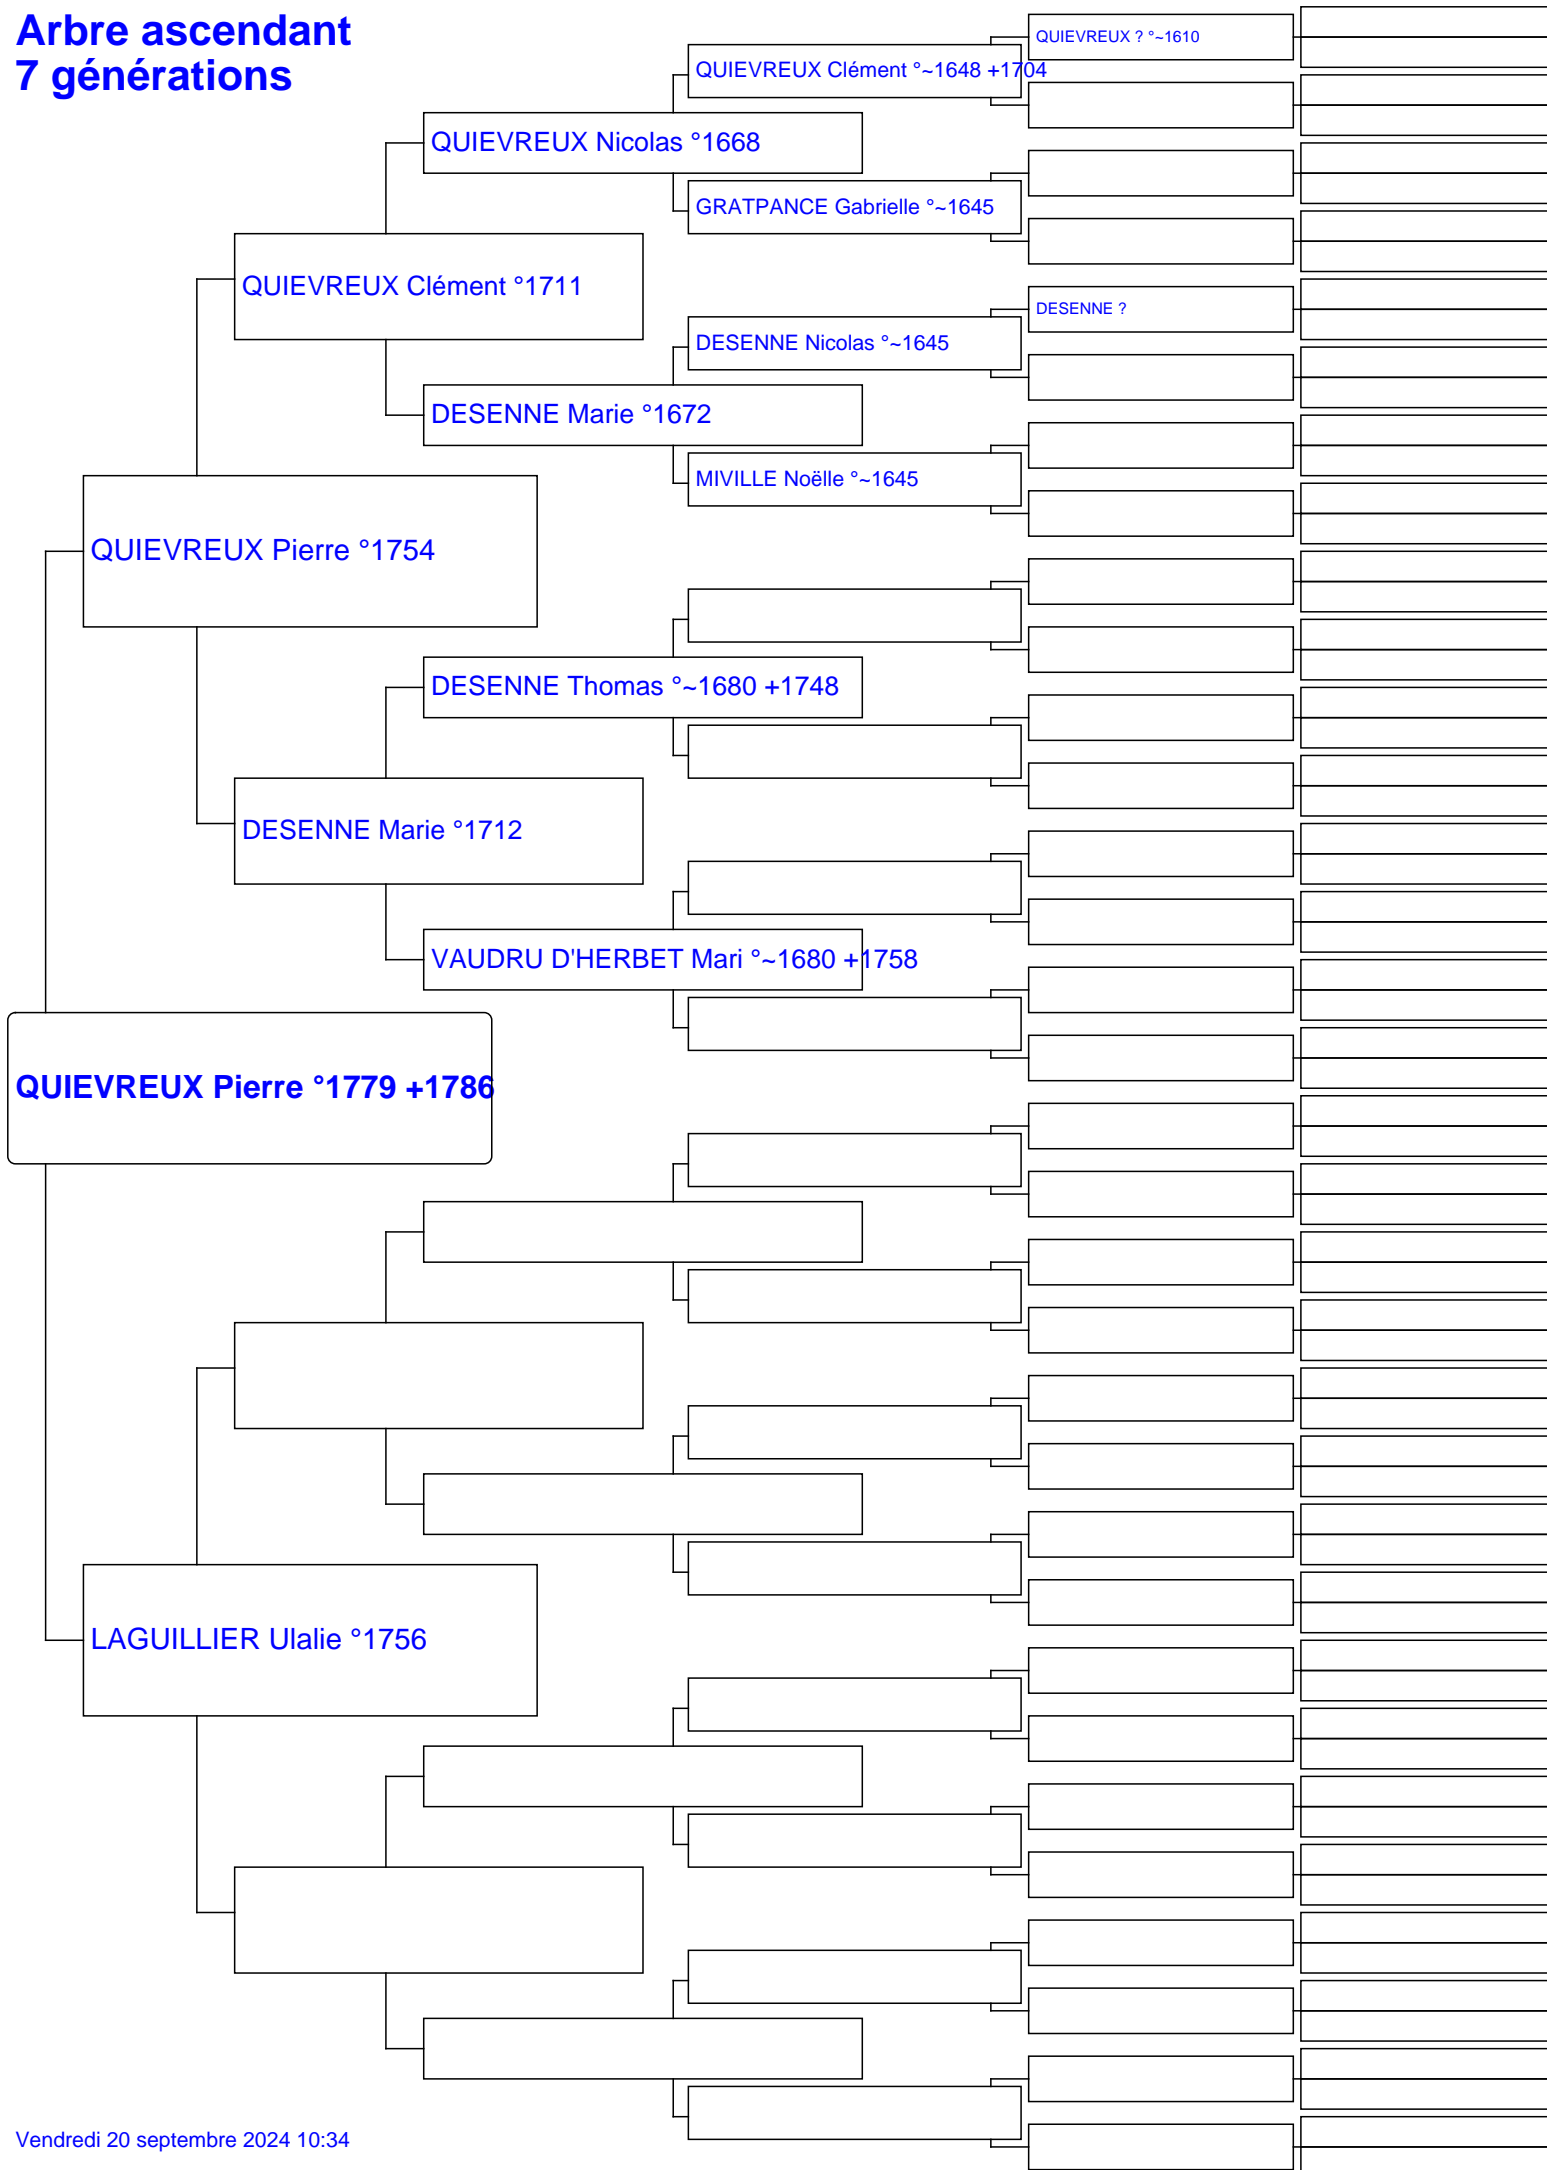 Arbre ascendant
7 générations
QUIEVREUX ? °~1610
QUIEVREUX Clément °~1648 +1704
QUIEVREUX Nicolas °1668
GRATPANCE Gabrielle °~1645
QUIEVREUX Clément °1711
DESENNE ?
DESENNE Nicolas °~1645
DESENNE Marie °1672
MIVILLE Noëlle °~1645
QUIEVREUX Pierre °1754
DESENNE Thomas °~1680 +1748
DESENNE Marie °1712
VAUDRU D'HERBET Mari °~1680 +1758
QUIEVREUX Pierre °1779 +1786
LAGUILLIER Ulalie °1756
Vendredi 20 septembre 2024 10:34